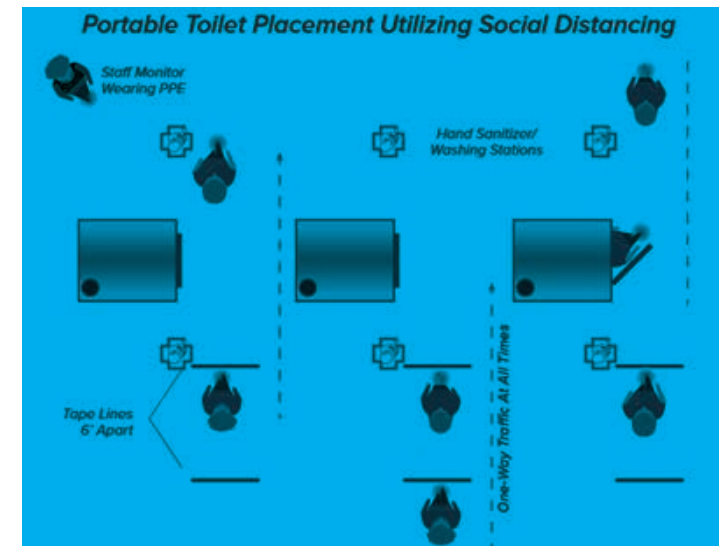 Portable Toilet Placement Utilizing Social Distancing
Staff Monitor
Wearing PPE
Hand Sanitizer/
Washing Stations
Tape Lines
6' Apart
One-Way Traffic At All Times